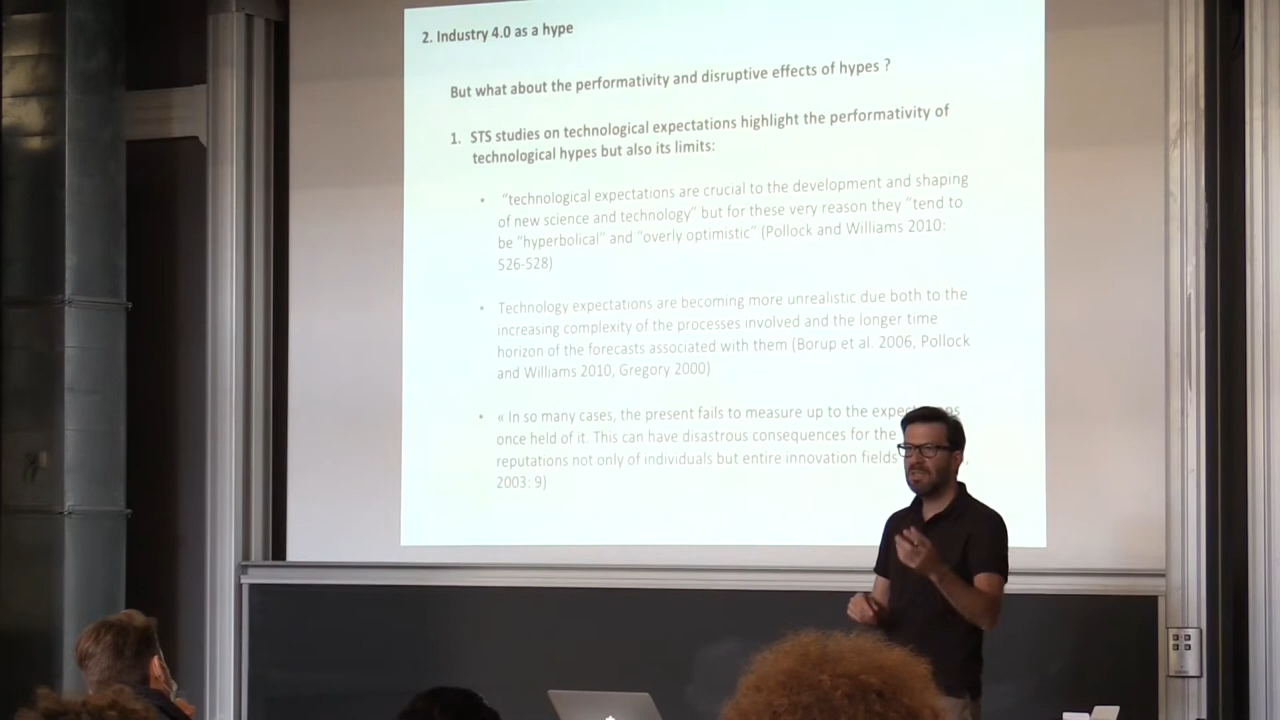 2. Industry 4.0 as a hype
But what about the performativity and disruptive effects of hypes ?
1. STS studies on technological expectations highlight the performativity of
technological hypes but also its limits:
• “technological expectations are crucial to the development and shaping
of new science and technology” but for these very reason they “tend to
be “hyperbolical” and “overly optimistic” (Pollock and Williams 2010:
526-528)
• Technology expectations are becoming more unrealistic due both to the
increasing complexity of the processes involved and the longer time
horizon of the forecasts associated with them (Borup et al. 2006, Pollock
and Williams 2010, Gregory 2000)
• « In so many cases, the present fails to measure up to the
once held of it. This can have disastrous consequences for the
reputations not only of individuals but entire innovation fields
2003: 9)